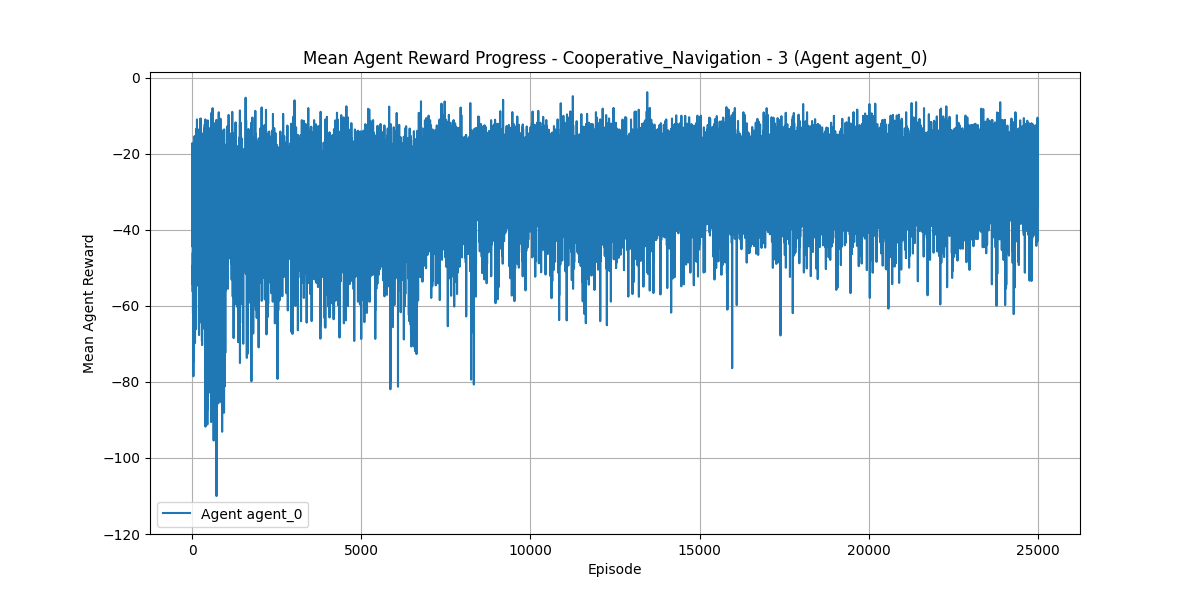 Mean Agent Reward Progress - Cooperative_Navigation - 3 (Agent agent_0)
Mean Agent Reward
0
−20
−40
−60
−80
−100
−120
Agent agent_0
0 5000 10000 15000 20000 25000
Episode